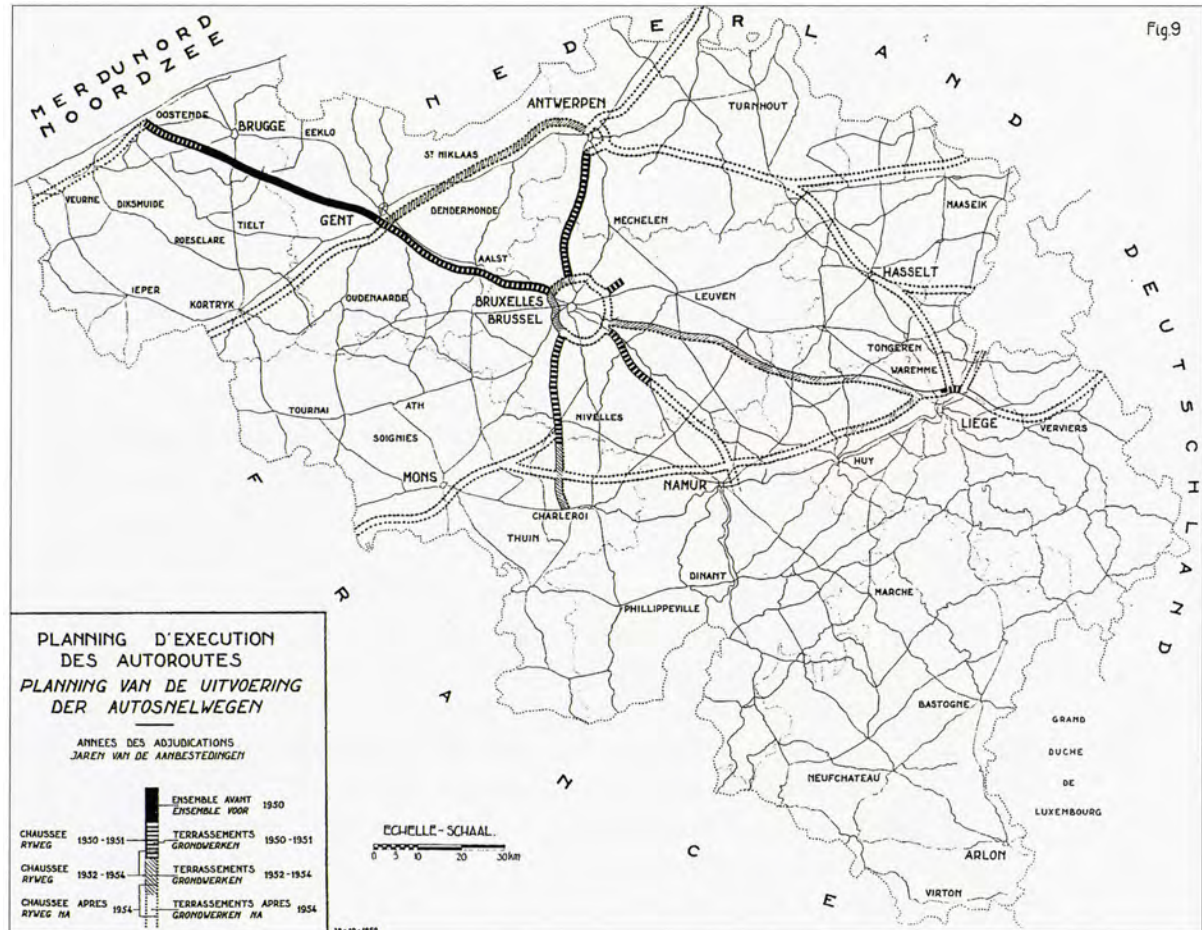 Fig.9
MER DU NORD
NOORDZEE
NEDERLAND
DEUTSCHLAND
FRANCE
OOSTENDE
BRUGGE
EEKLO
ANTWERPEN
TURNHOUT
ST NIKLAAS
VEURNE
DIKSMUIDE
TIELT
ROESELARE
GENT
DENDERMONDE
MECHELEN
MAASEIK
AALST
HASSELT
IEPER
KORTRYK
OUDENAARDE
BRUXELLES
BRUSSEL
LEUVEN
TONGEREN
WAREMME
TOURNAI
ATH
NIVELLES
LIEGE
VERVIERS
SOIGNIES
MONS
HUY
NAMUR
CHARLEROI
THUIN
DINANT
MARCHE
PHILLIPPEVILLE
BASTOGNE
GRAND
DUCHE
DE
LUXEMBOURG
NEUFCHATEAU
ARLON
VIRTON
PLANNING D'EXECUTION
DES AUTOROUTES
PLANNING VAN DE UITVOERING
DER AUTOSNELWEGEN
ANNEES DES ADJUDICATIONS
JAREN VAN DE AANBESTEDINGEN
ENSEMBLE AVANT 1950
ENSEMBLE VOOR
CHAUSSEE 1950-1951 TERRASSEMENTS 1950-1951
RYWEG GRONDWERKEN
CHAUSSEE 1952-1954 TERRASSEMENTS 1952-1954
RYWEG GRONDWERKEN
CHAUSSEE APRES 1954 TERRASSEMENTS APRES 1954
RYWEG NA GRONDWERKEN NA
ECHELLE-SCHAAL.
0 5 10 20 30km